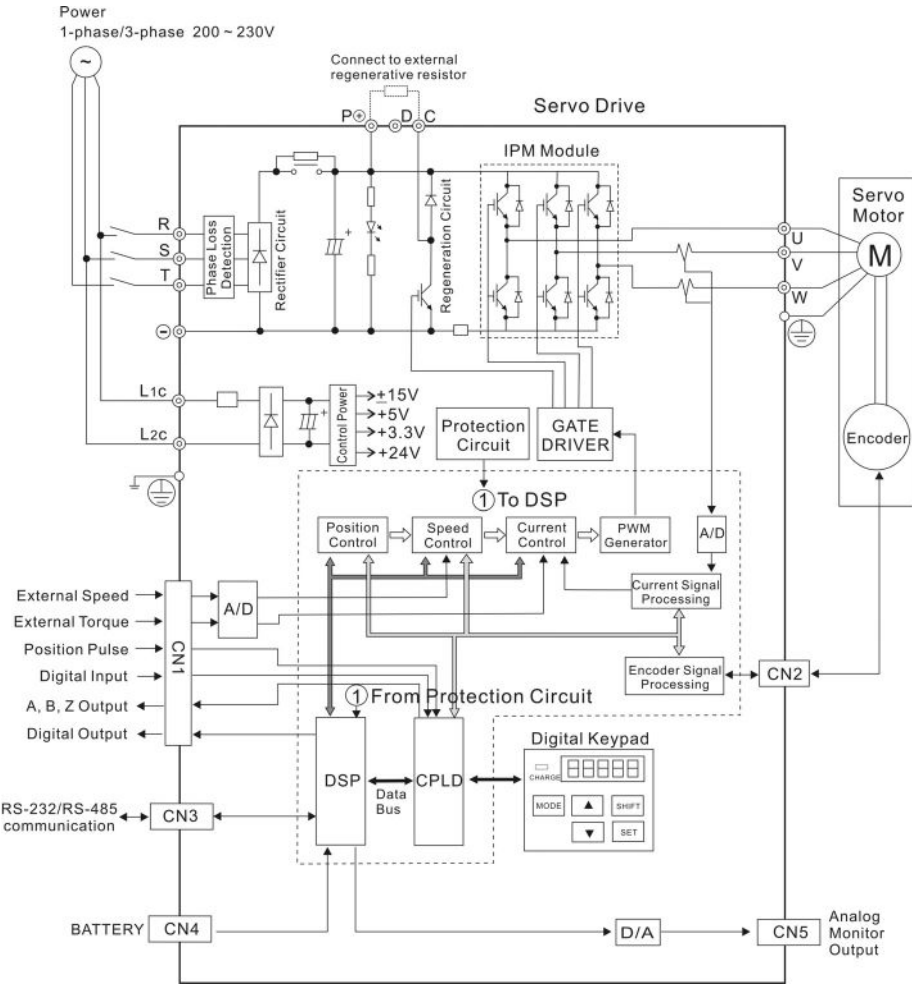 Power
1-phase/3-phase 200 ~ 230V
~
Connect to external
regenerative resistor
P⊕
D
C
Servo Drive
IPM Module
Servo
Motor
R
S
T
Phase Loss
Detection
Rectifier Circuit
+
Regeneration Circuit
U
V
W
M
⊖
L1C
L2C
+
Control Power
±15V
+5V
+3.3V
+24V
Protection
Circuit
GATE
DRIVER
Encoder
① To DSP
Position
Control
Speed
Control
Current
Control
PWM
Generator
A/D
Current Signal
Processing
Encoder Signal
Processing
External Speed
External Torque
Position Pulse
Digital Input
A, B, Z Output
Digital Output
CN1
A/D
CN2
① From Protection Circuit
DSP
Data
Bus
CPLD
Digital Keypad
CHARGE
88888
MODE
▲
SHIFT
▼
SET
RS-232/RS-485
communication
CN3
BATTERY
CN4
D/A
CN5
Analog
Monitor
Output